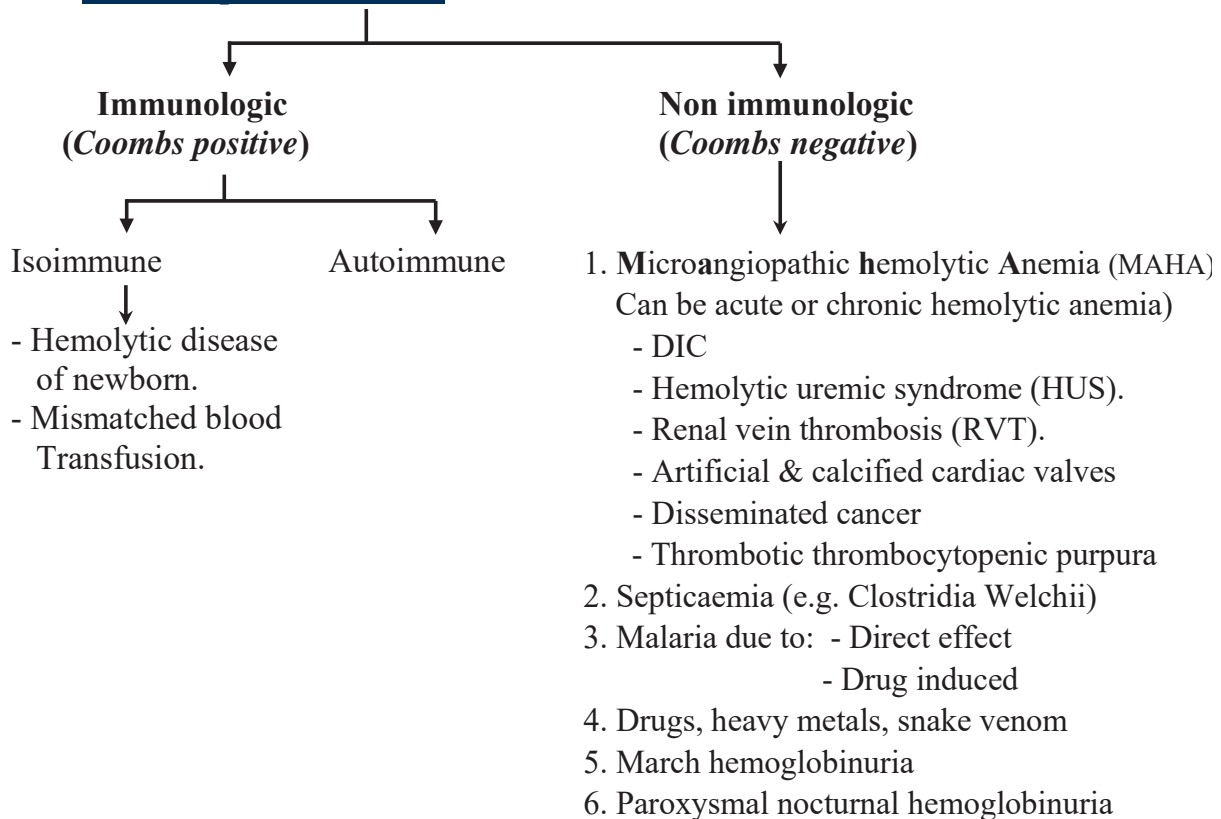 Immunologic
(Coombs positive)
Non immunologic
(Coombs negative)
Isoimmune
- Hemolytic disease
of newborn.
- Mismatched blood
Transfusion.
Autoimmune
1. Microangiopathic hemolytic Anemia (MAHA)
Can be acute or chronic hemolytic anemia)
- DIC
- Hemolytic uremic syndrome (HUS).
- Renal vein thrombosis (RVT).
- Artificial & calcified cardiac valves
- Disseminated cancer
- Thrombotic thrombocytopenic purpura
2. Septicaemia (e.g. Clostridia Welchii)
3. Malaria due to: - Direct effect
- Drug induced
4. Drugs, heavy metals, snake venom
5. March hemoglobinuria
6. Paroxysmal nocturnal hemoglobinuria